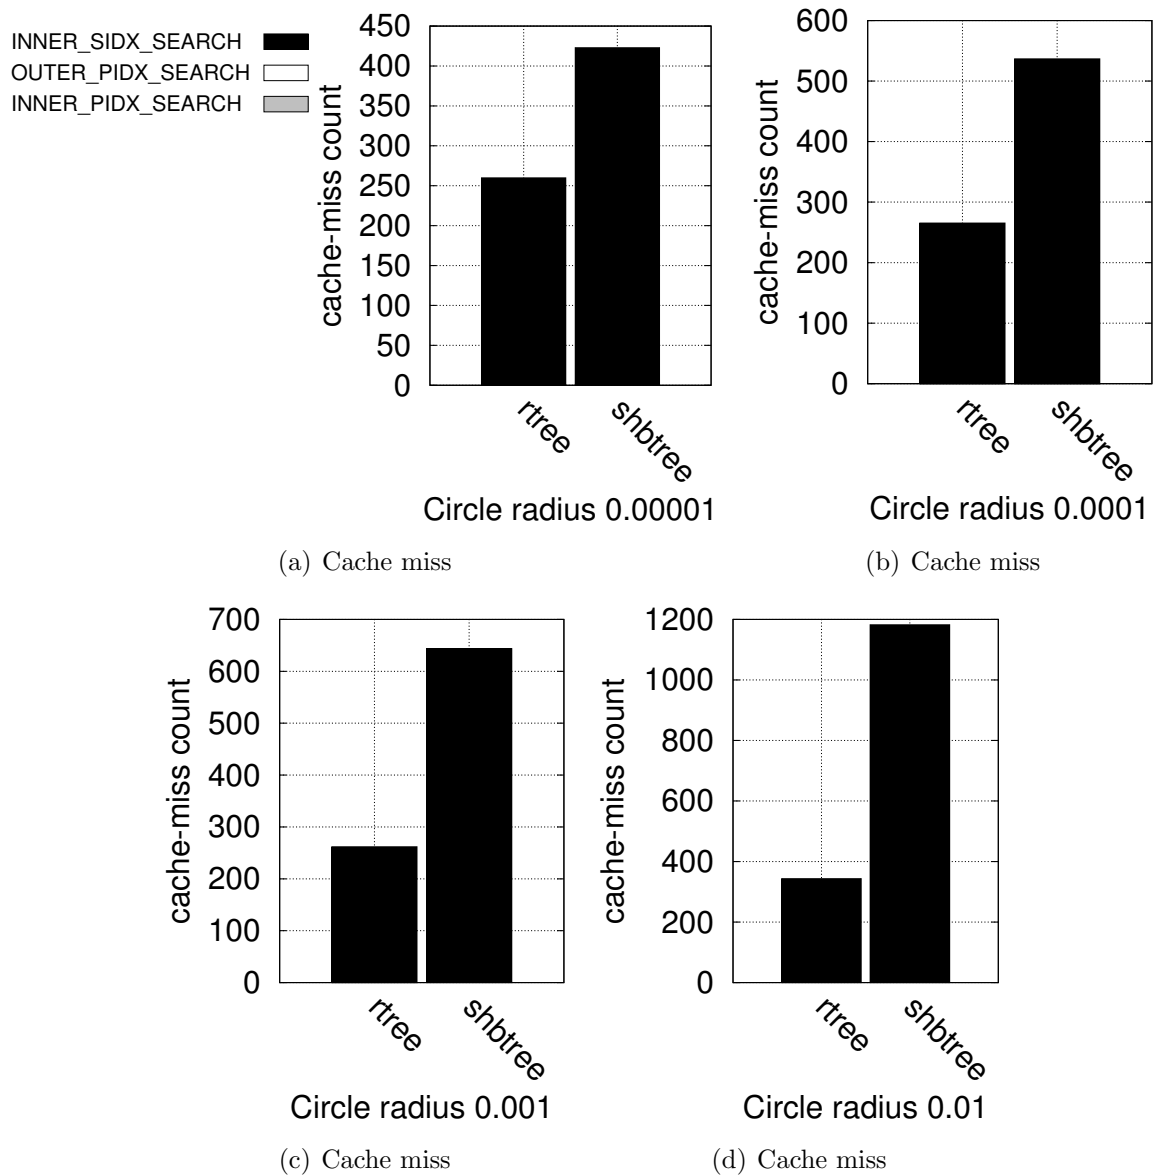 INNER_SIDX_SEARCH
OUTER_PIDX_SEARCH
INNER_PIDX_SEARCH
cache-miss count
450
400
350
300
250
200
150
100
50
0
rtree
shbtree
Circle radius 0.00001
(a) Cache miss
cache-miss count
600
500
400
300
200
100
0
rtree
shbtree
Circle radius 0.0001
(b) Cache miss
cache-miss count
700
600
500
400
300
200
100
0
rtree
shbtree
Circle radius 0.001
(c) Cache miss
cache-miss count
1200
1000
800
600
400
200
0
rtree
shbtree
Circle radius 0.01
(d) Cache miss